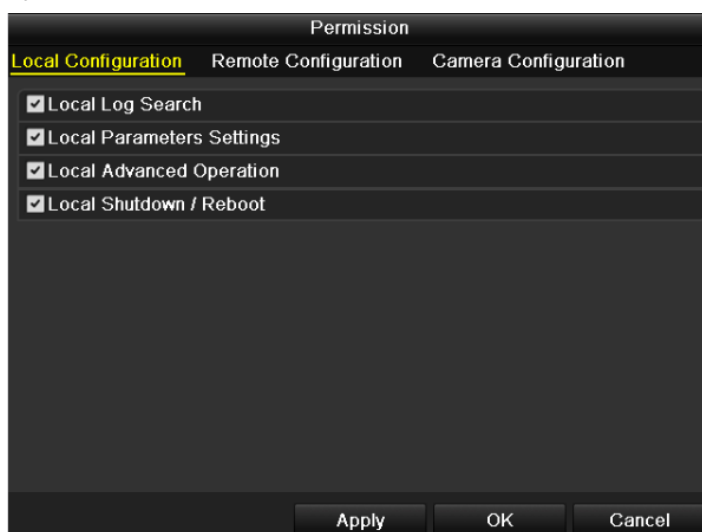 Permission
Local Configuration Remote Configuration Camera Configuration
Local Log Search
Local Parameters Settings
Local Advanced Operation
Local Shutdown / Reboot
Apply OK Cancel